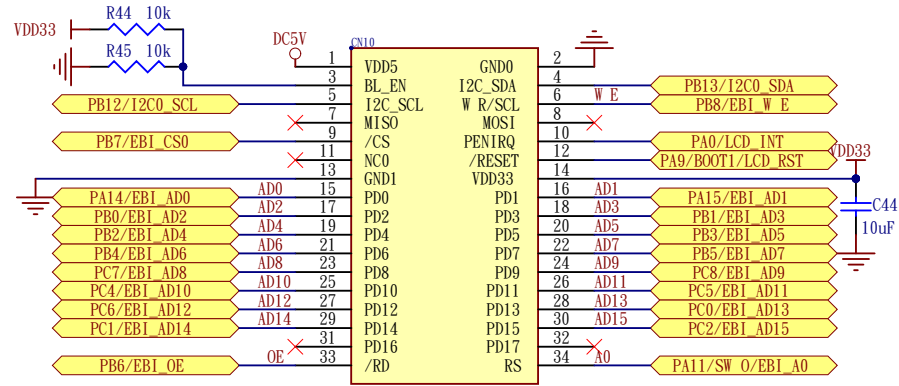 R44 10k
VDD33
R45 10k
DC5V
CN10
1 VDD5 GND0 2
3 BL_EN I2C_SDA 4 PB13/I2C0_SDA
PB12/I2C0_SCL 5 I2C_SCL W R/SCL 6 W_E PB8/EBI_W_E
7 MISO MOSI 8
PB7/EBI_CS0 9 /CS PENIRQ 10 PA0/LCD_INT
11 NC0 /RESET 12 PA9/BOOT1/LCD_RST VDD33
13 GND1 VDD33 14
PA14/EBI_AD0 AD0 15 PD0 PD1 16 AD1 PA15/EBI_AD1
PB0/EBI_AD2 AD2 17 PD2 PD3 18 AD3 PB1/EBI_AD3 C44
PB2/EBI_AD4 AD4 19 PD4 PD5 20 AD5 PB3/EBI_AD5 10uF
PB4/EBI_AD6 AD6 21 PD6 PD7 22 AD7 PB5/EBI_AD7
PC7/EBI_AD8 AD8 23 PD8 PD9 24 AD9 PC8/EBI_AD9
PC4/EBI_AD10 AD10 25 PD10 PD11 26 AD11 PC5/EBI_AD11
PC6/EBI_AD12 AD12 27 PD12 PD13 28 AD13 PC0/EBI_AD13
PC1/EBI_AD14 AD14 29 PD14 PD15 30 AD15 PC2/EBI_AD15
31 PD16 PD17 32
PB6/EBI_OE OE 33 /RD RS 34 A0 PA11/SW_O/EBI_A0